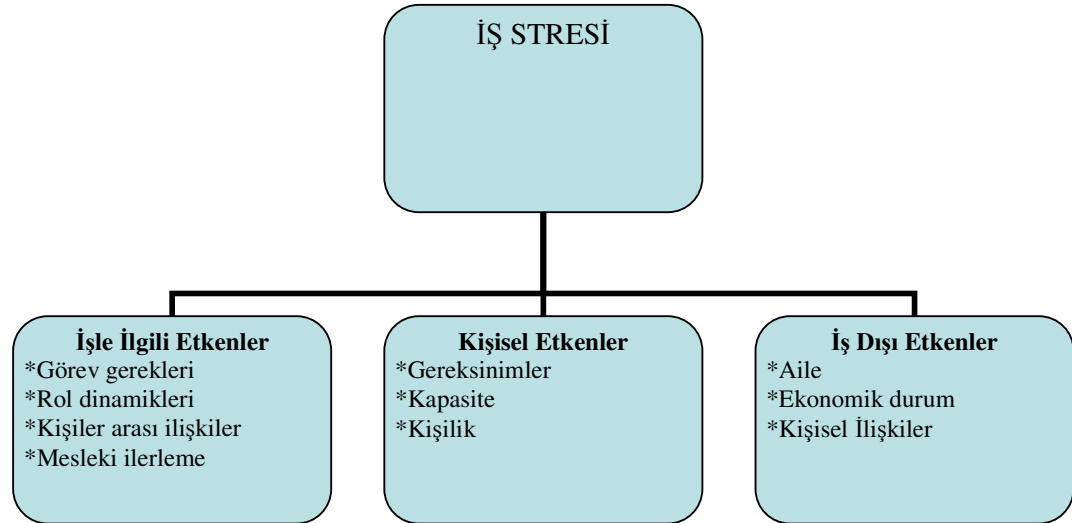 İŞ STRESİ
İşle İlgili Etkenler
*Görev gerekleri
*Rol dinamikleri
*Kişiler arası ilişkiler
*Mesleki ilerleme
Kişisel Etkenler
*Gereksinimler
*Kapasite
*Kişilik
İş Dışı Etkenler
*Aile
*Ekonomik durum
*Kişisel İlişkiler